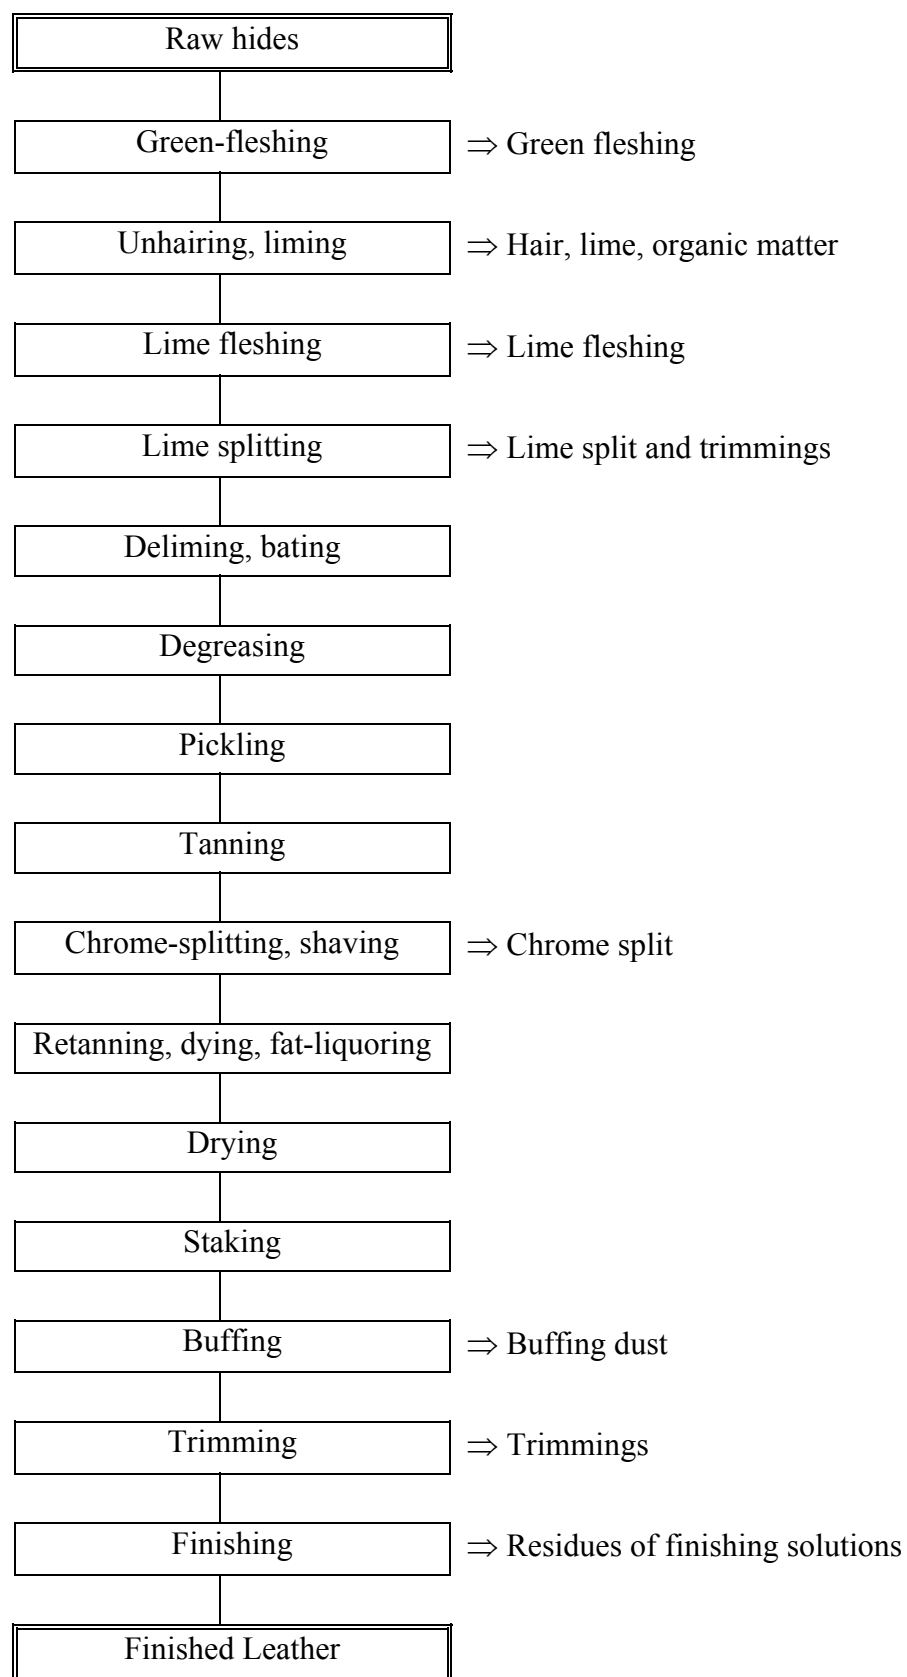 Raw hides
Green-fleshing ⇒ Green fleshing
Unhairing, liming ⇒ Hair, lime, organic matter
Lime fleshing ⇒ Lime fleshing
Lime splitting ⇒ Lime split and trimmings
Deliming, bating
Degreasing
Pickling
Tanning
Chrome-splitting, shaving ⇒ Chrome split
Retanning, dying, fat-liquoring
Drying
Staking
Buffing ⇒ Buffing dust
Trimming ⇒ Trimmings
Finishing ⇒ Residues of finishing solutions
Finished Leather